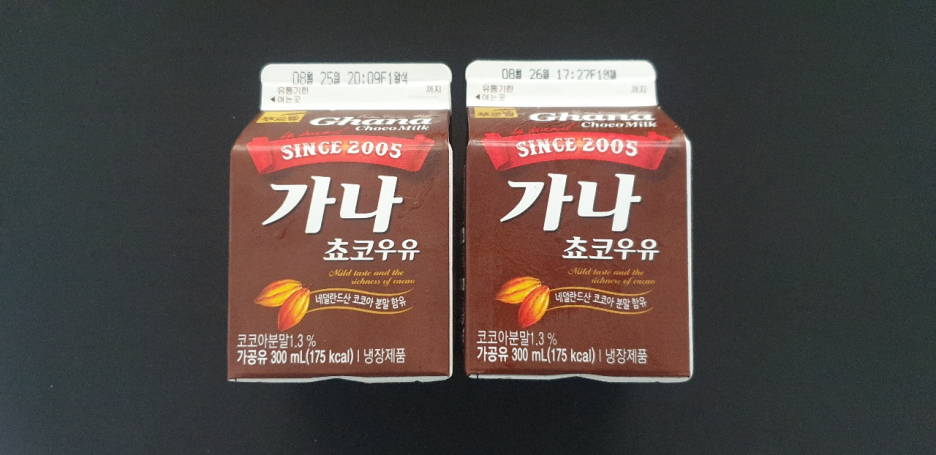 08월 25일 20:09F1
유통기한 까지
◀여는곳
Ghana
Choco Milk
SINCE 2005
가나
쵸코우유
Mild taste and the
richness of cacao
네덜란드산 코코아 분말 함유
코코아분말1.3 %
가공유 300 mL(175 kcal) | 냉장제품
08월 26일 17:27F1
유통기한 까지
◀여는곳
Ghana
Choco Milk
SINCE 2005
가나
쵸코우유
Mild taste and the
richness of cacao
네덜란드산 코코아 분말 함유
코코아분말1.3 %
가공유 300 mL(175 kcal) | 냉장제품